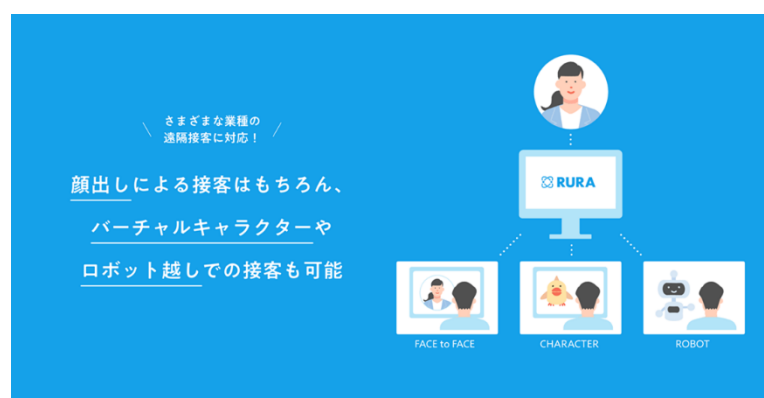 さまざまな業種の
遠隔接客に対応！
顔出しによる接客はもちろん、
バーチャルキャラクターや
ロボット越しでの接客も可能
RURA
FACE to FACE
CHARACTER
ROBOT